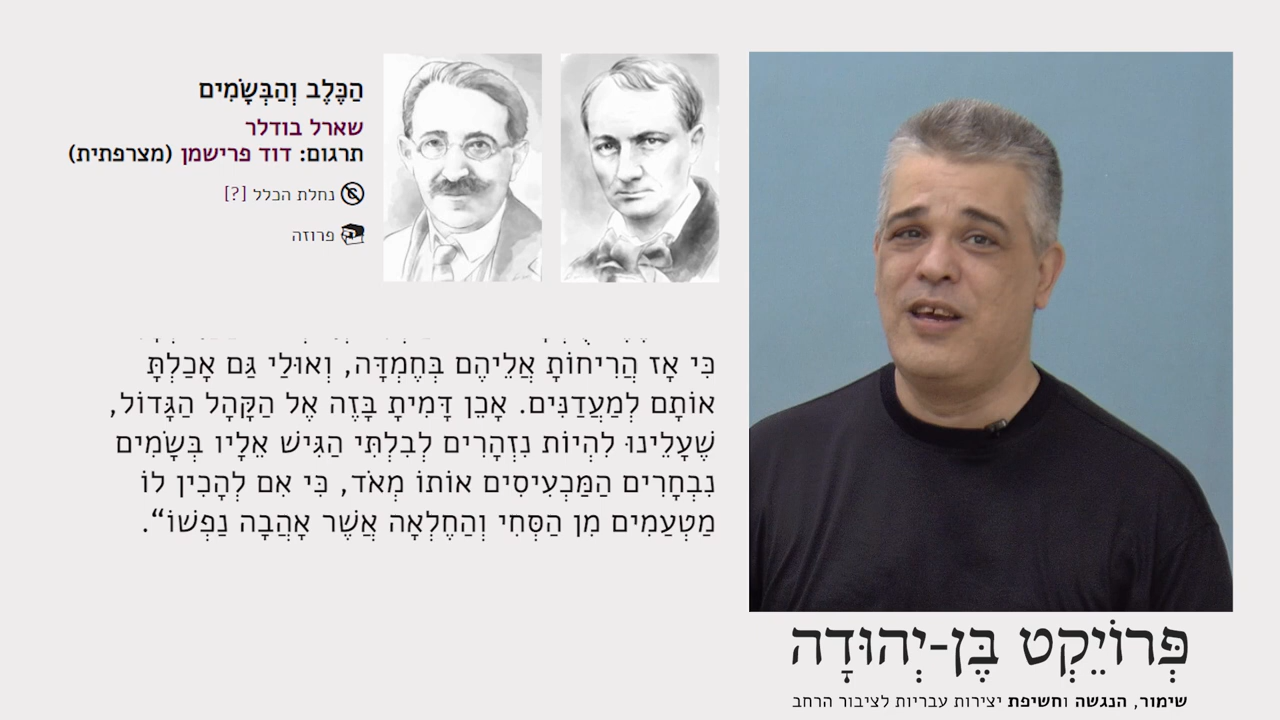 הַכֶּלֶב וְהַבְּשָׂמִים
שארל בודלר
תרגום: דוד פרישמן (מצרפתית)
נחלת הכלל [?]
פרוזה
כִּי אָז הֲרִיחוֹתָ אֲלֵיהֶם בְּחֶמְדָּה, וְאוּלַי גַּם אָכַלְתָּ
אוֹתָם לְמַעֲדַנִּים. אָכֵן דָּמִיתָ בָּזֶה אֶל הַקָּהָל הַגָּדוֹל,
שֶׁעָלֵינוּ לִהְיוֹת נִזְהָרִים לְבִלְתִּי הַגִּישׁ אֵלָיו בְּשָׂמִים
נִבְחָרִים הַמַּכְעִיסִים אוֹתוֹ מְאֹד, כִּי אִם לְהָכִין לוֹ
מַטְעַמִּים מִן הַסְּחִי וְהַחֶלְאָה אֲשֶׁר אָהֲבָה נַפְשׁוֹ“.
פְּרוֹיֵקְט בֶּן-יְהוּדָה
שימור, הנגשה וחשיפת יצירות עבריות לציבור הרחב